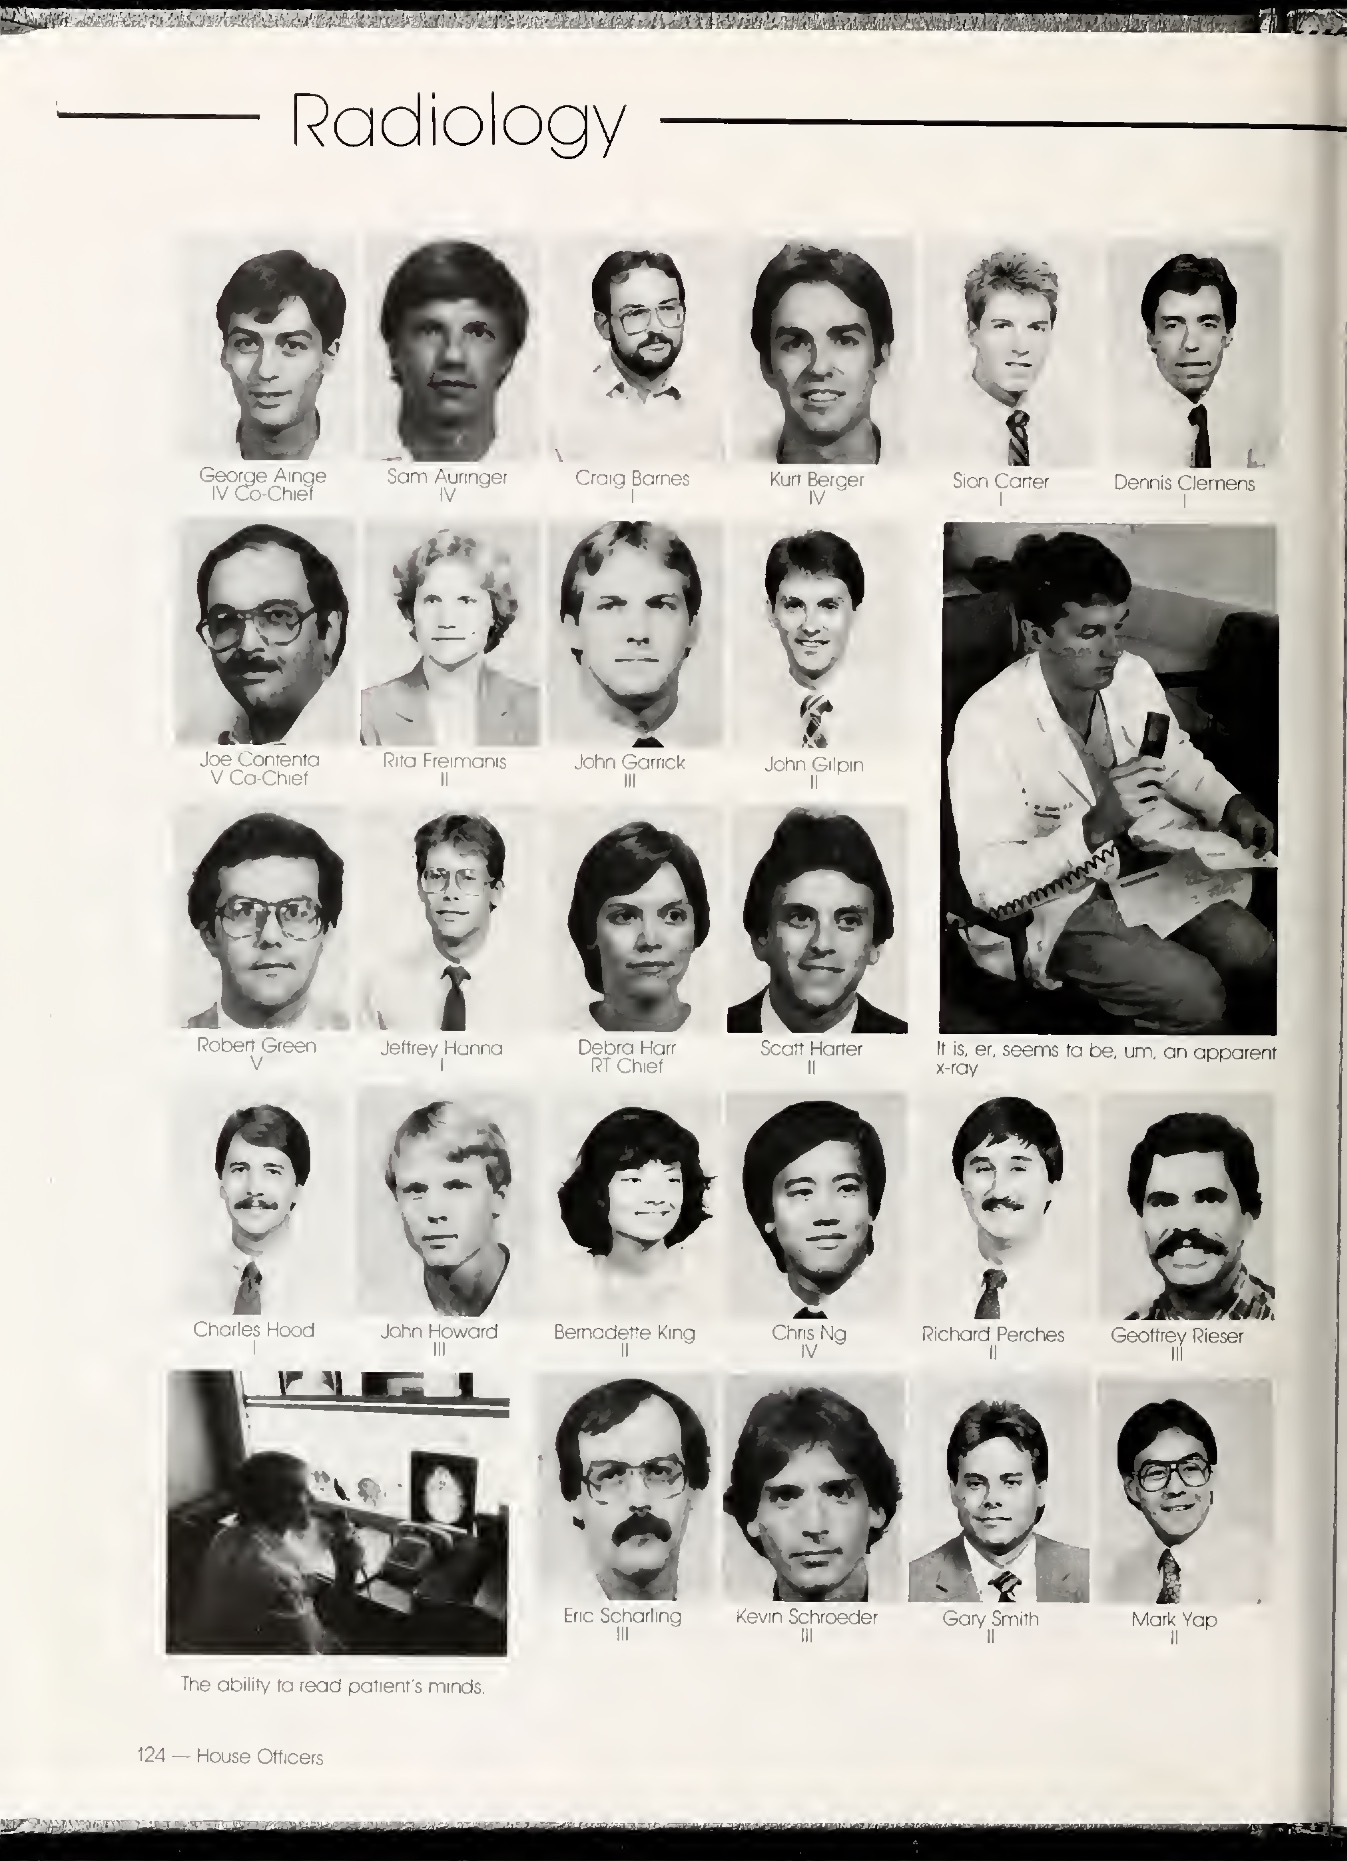 Radiology
George Ainge
IV Co-Chief
Sam Auringer
IV
Craig Barnes
I
Kurt Berger
IV
Sion Carter
I
Dennis Clemens
I
Joe Contenta
V Co-Chief
Rita Freimanis
II
John Garrick
III
John Gilpin
II
Robert Green
V
Jeffrey Hanna
I
Debra Harr
RT Chief
Scott Harter
II
It is, er, seems to be, um, an apparent
x-ray
Charles Hood
I
John Howard
III
Bernadette King
II
Chris Ng
IV
Richard Perches
II
Geoffrey Rieser
III
Eric Scharling
III
Kevin Schroeder
III
Gary Smith
II
Mark Yap
II
The ability to read patient's minds.
124 — House Officers